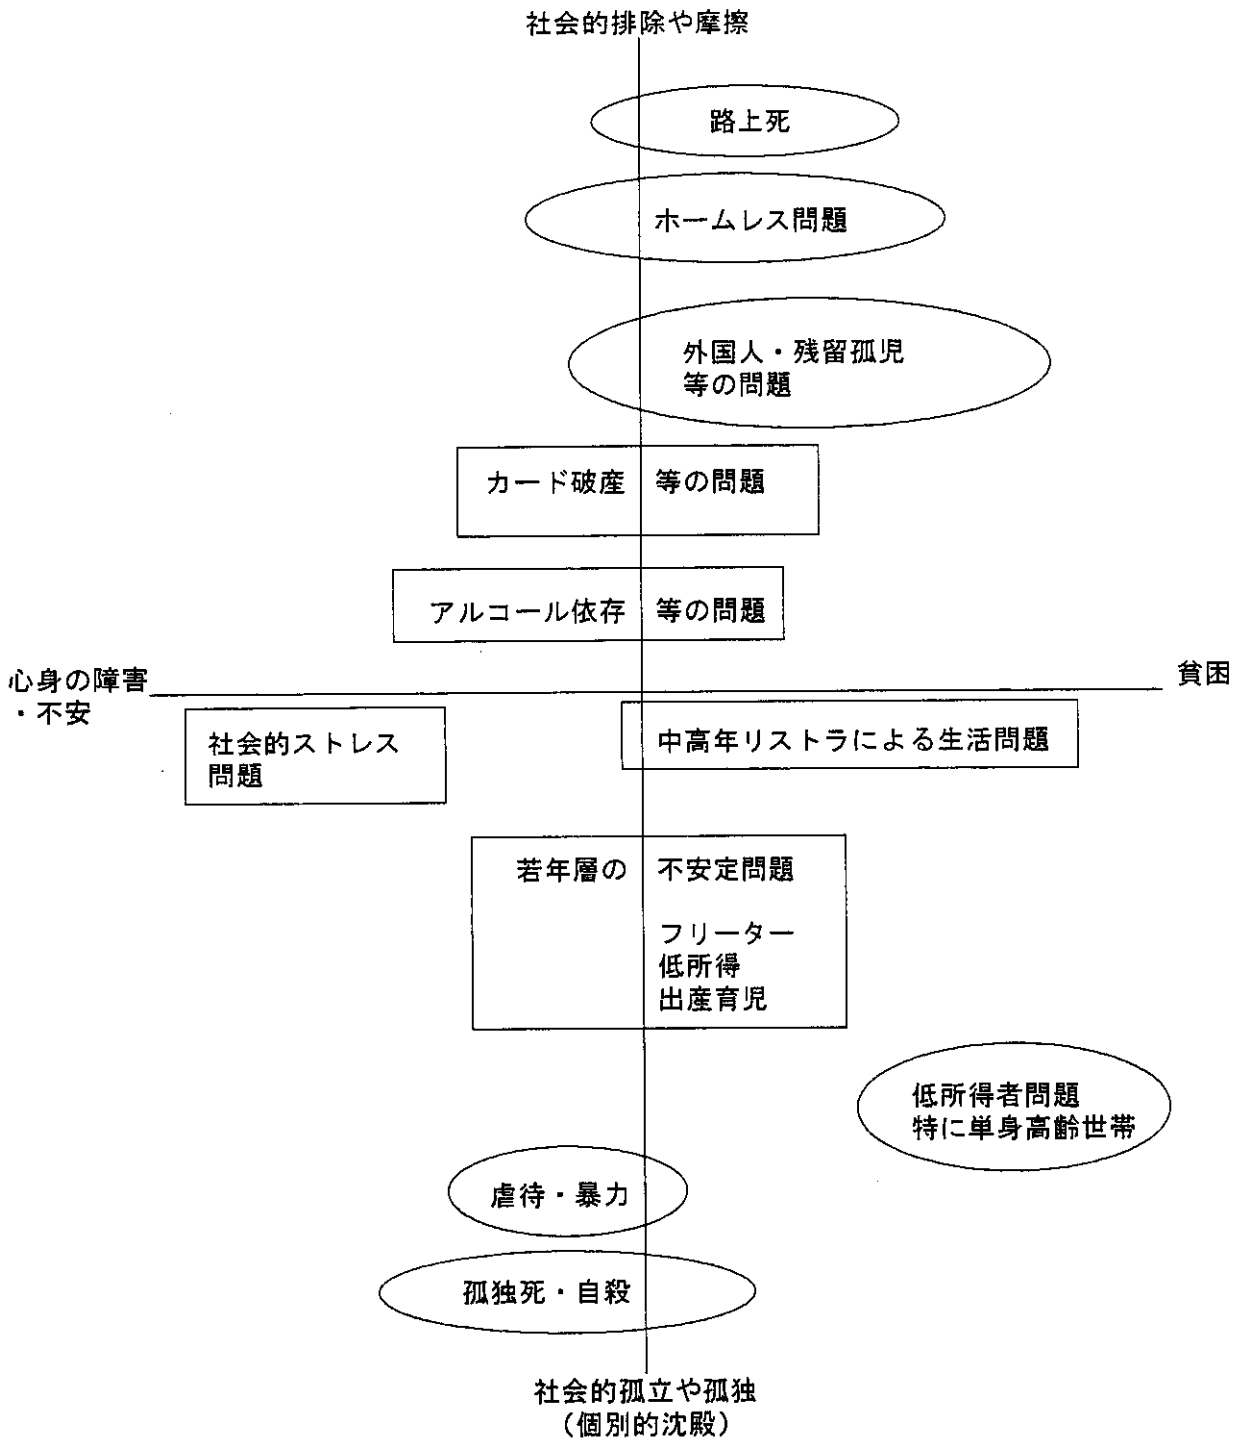 社会的排除や摩擦
路上死
ホームレス問題
外国人・残留孤児
等の問題
カード破産 等の問題
アルコール依存 等の問題
心身の障害
・不安
貧困
社会的ストレス
問題
中高年リストラによる生活問題
若年層の 不安定問題
フリーター
低所得
出産育児
低所得者問題
特に単身高齢世帯
虐待・暴力
孤独死・自殺
社会的孤立や孤独
（個別的沈殿）